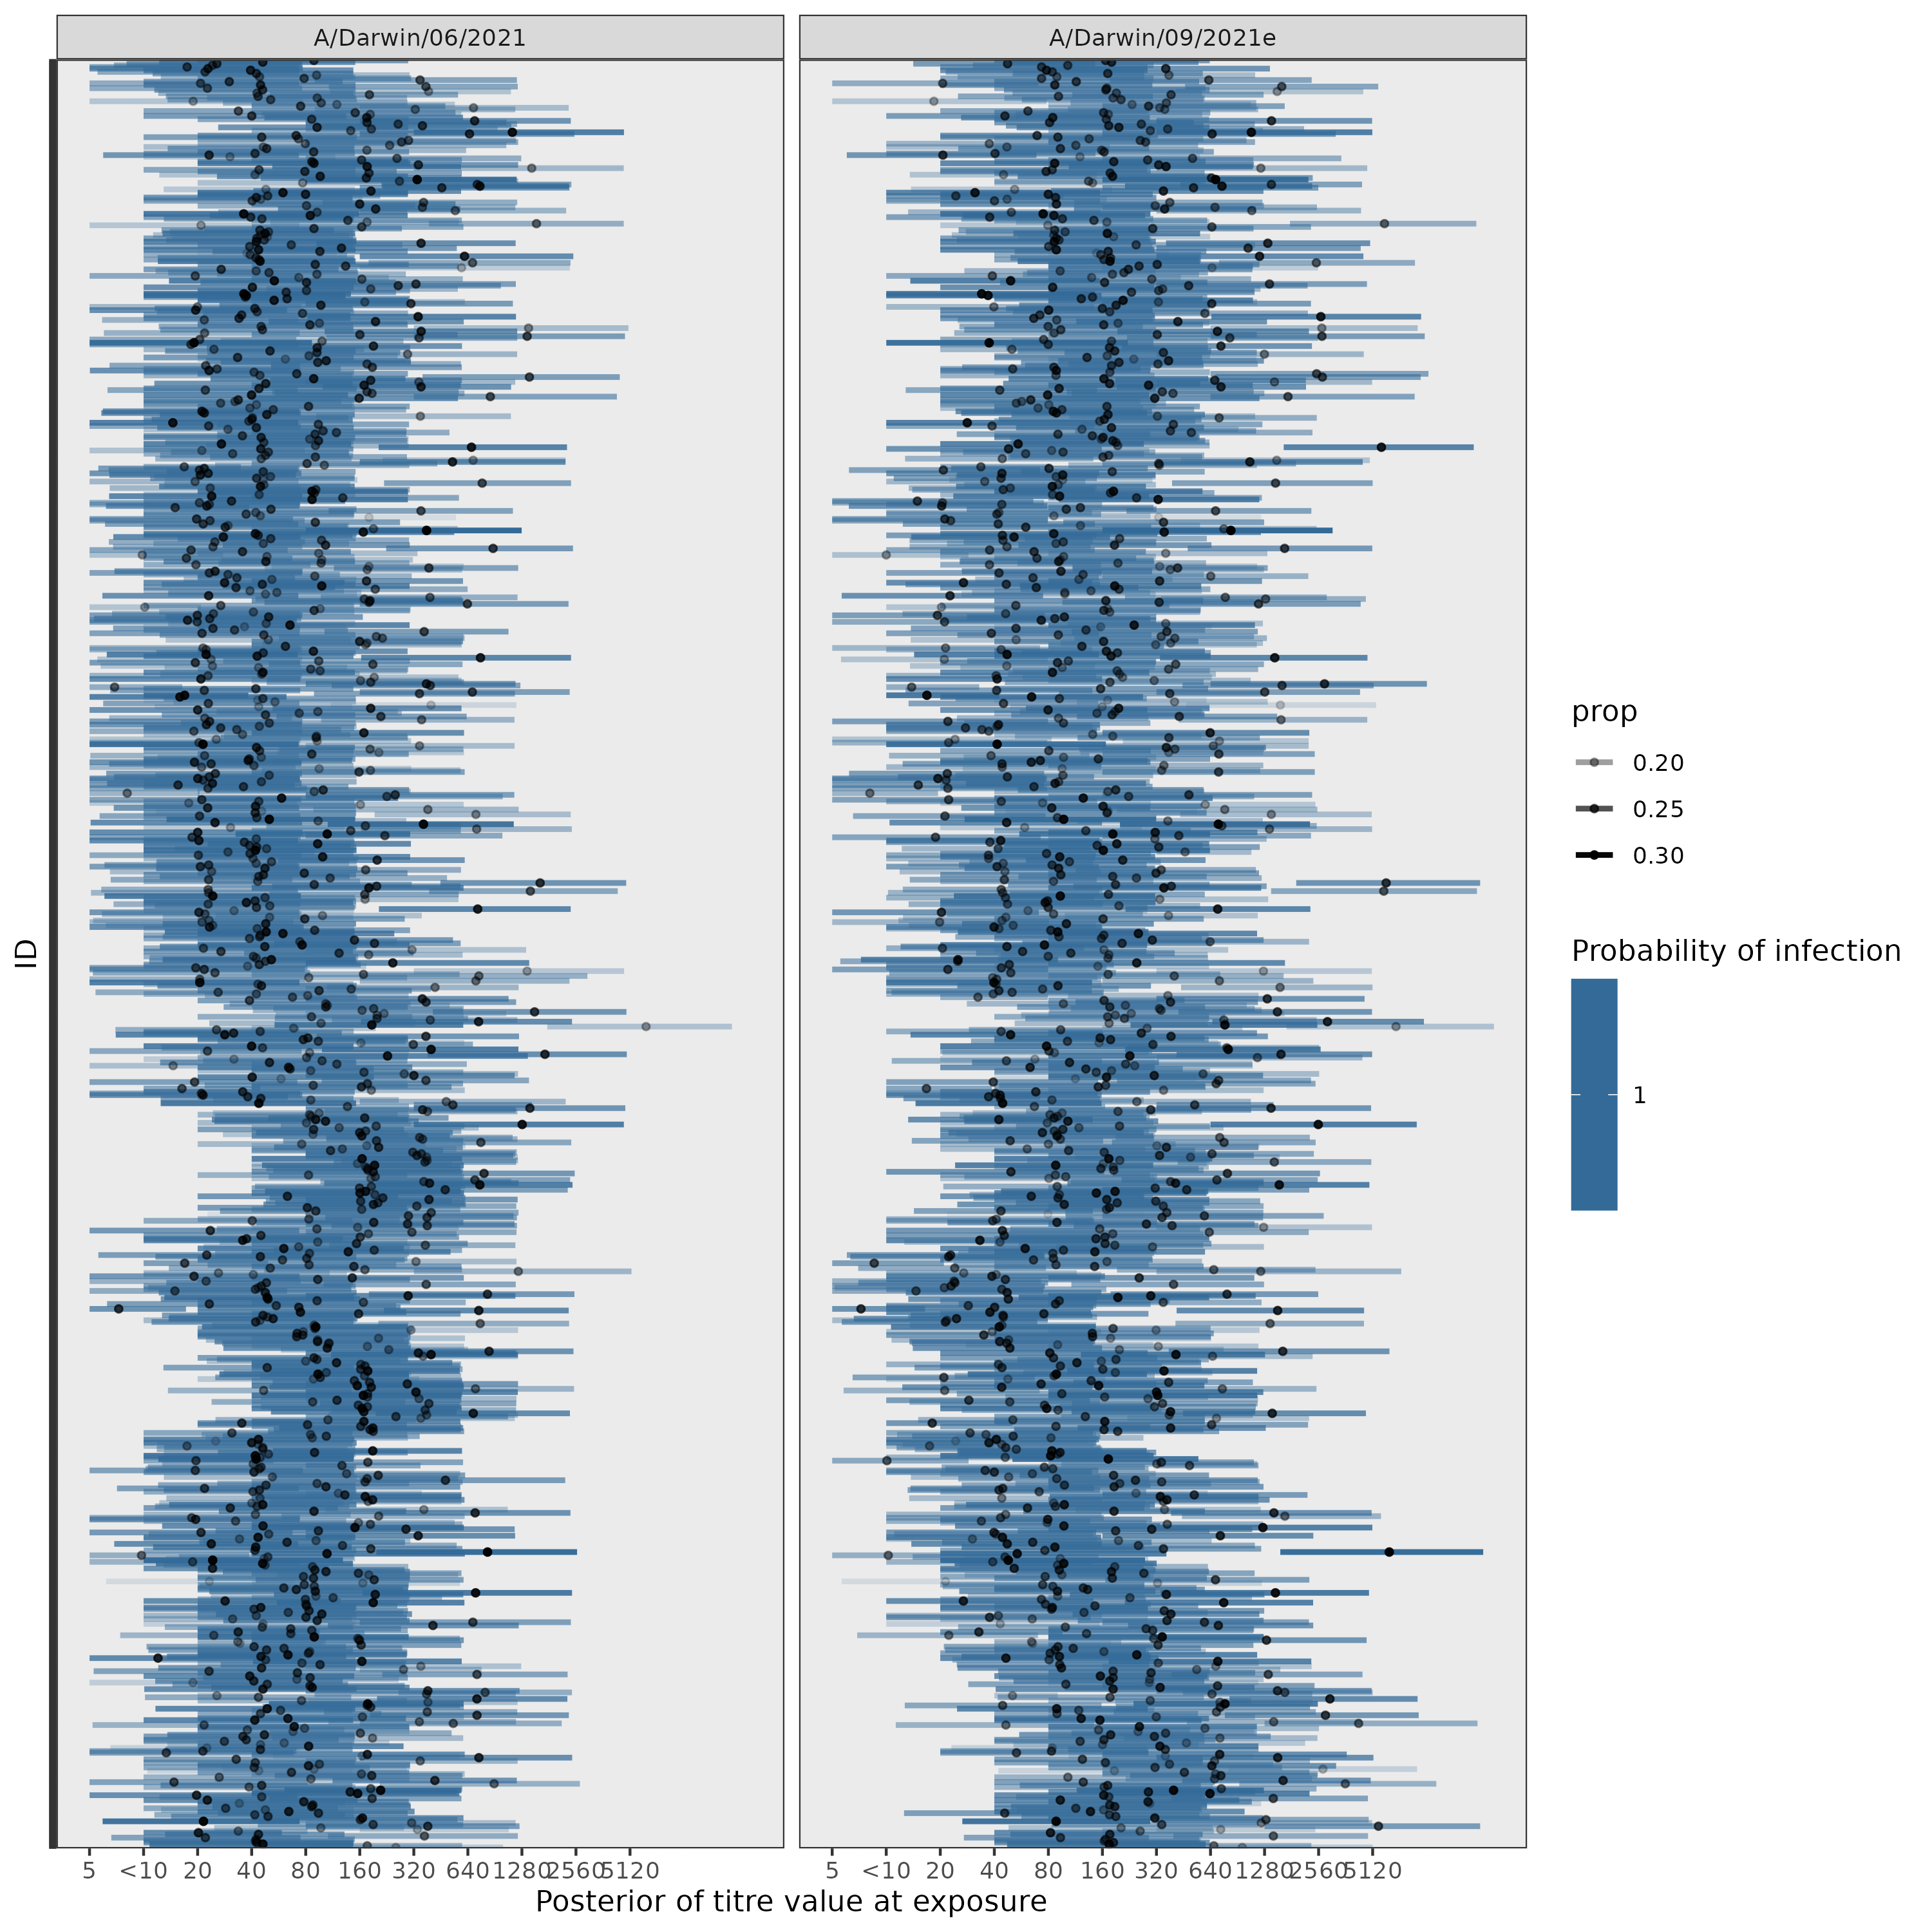 A/Darwin/06/2021
A/Darwin/09/2021e
ID
prop
0.20
0.25
0.30
Probability of infection
1
5 <10 20 40 80 160 320 640 1280 2560 5120
5 <10 20 40 80 160 320 640 1280 2560 5120
Posterior of titre value at exposure